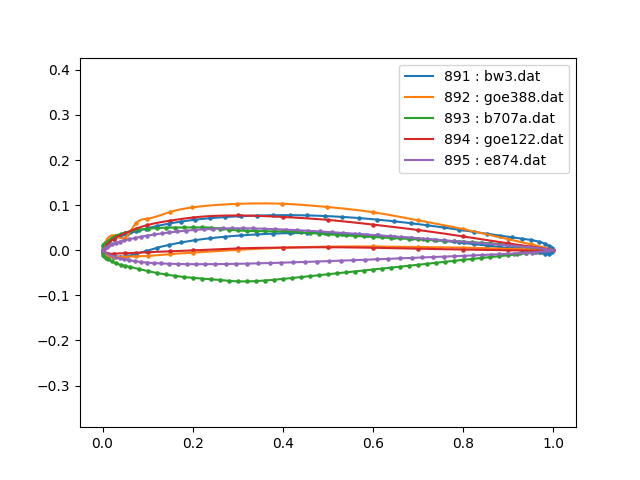 0.4
0.3
0.2
0.1
0.0
−0.1
−0.2
−0.3
0.0 0.2 0.4 0.6 0.8 1.0
891 : bw3.dat
892 : goe388.dat
893 : b707a.dat
894 : goe122.dat
895 : e874.dat